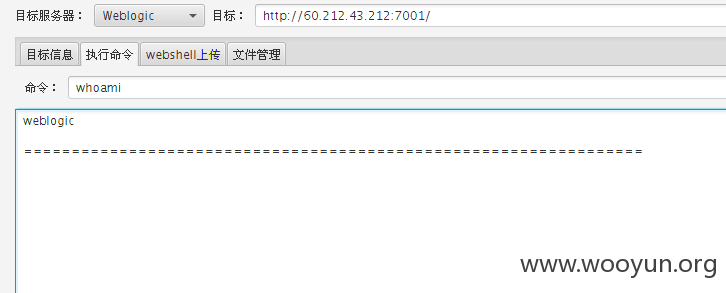 目标服务器： Weblogic 目标： http://60.212.43.212:7001/
目标信息 执行命令 webshell上传 文件管理
命令： whoami
weblogic
=================================================================
www.wooyun.org